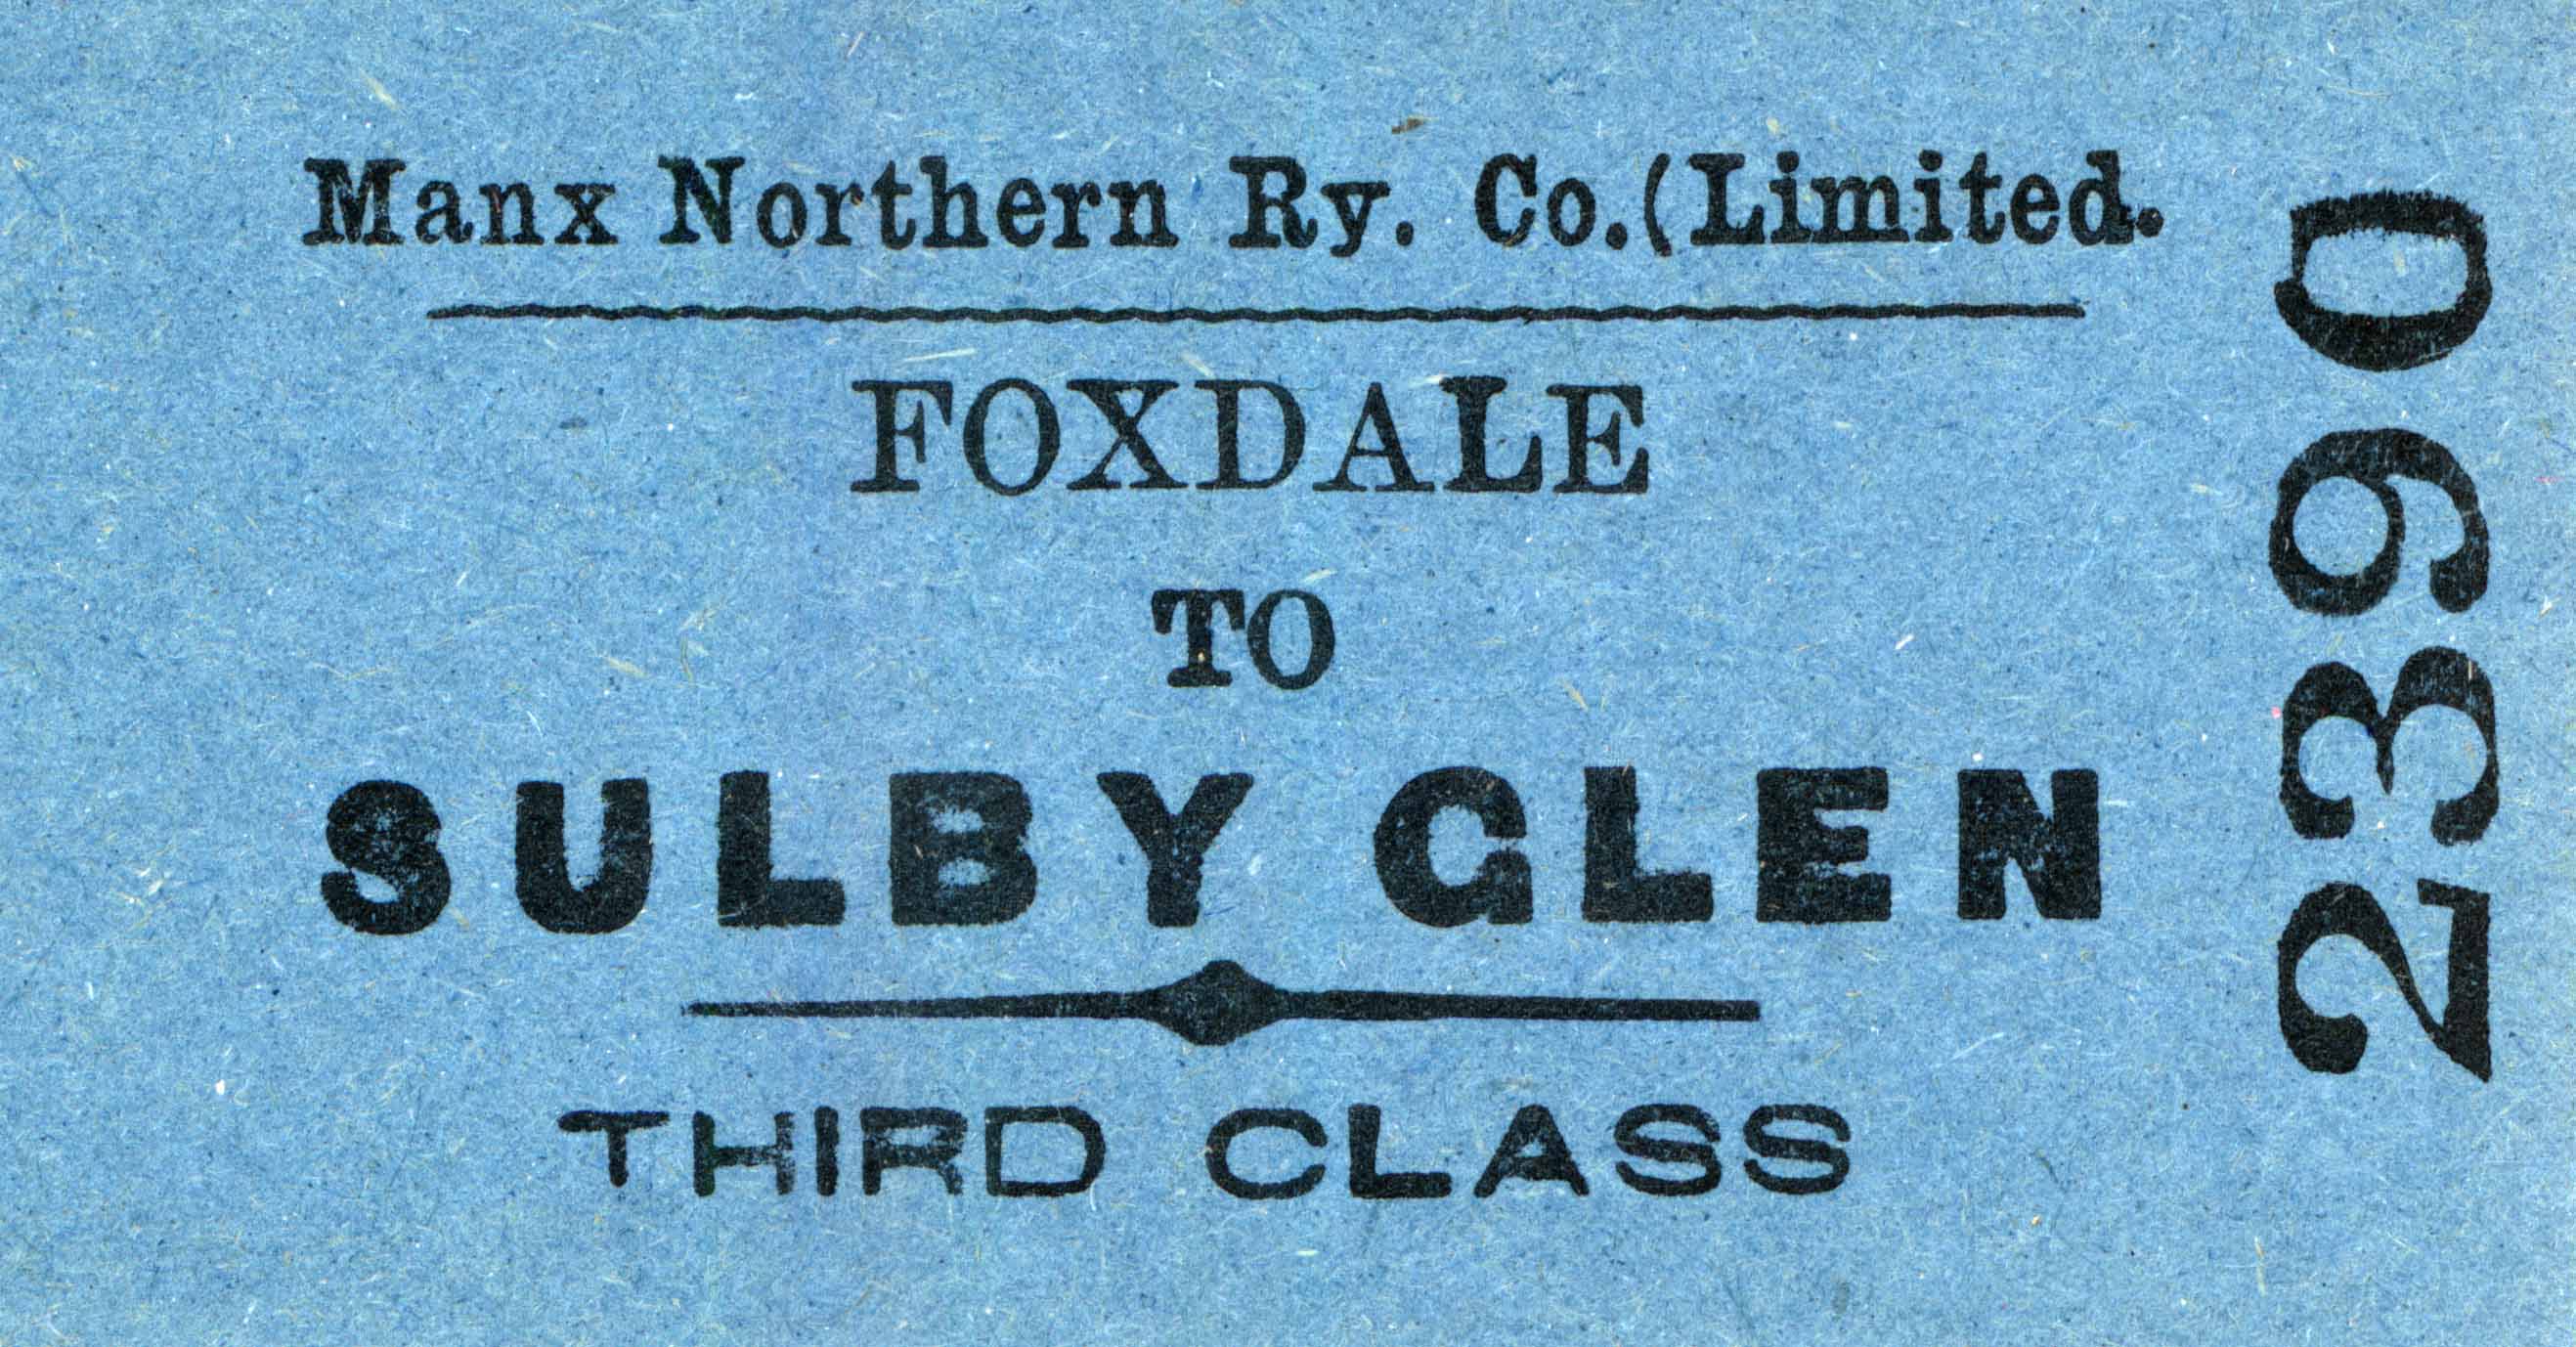 Manx Northern Ry. Co.(Limited.
FOXDALE
TO
SULBY GLEN
THIRD CLASS
2390